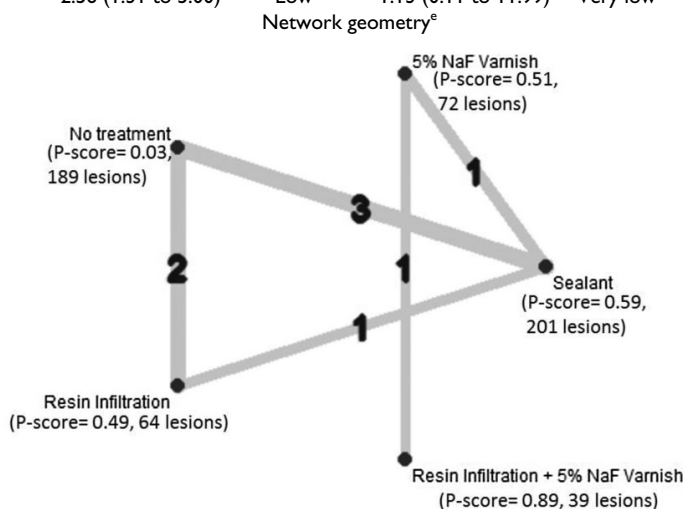 Network geometryᵉ
5% NaF Varnish
(P-score= 0.51,
72 lesions)
No treatment
(P-score= 0.03,
189 lesions)
1
3
2
1
Sealant
(P-score= 0.59,
201 lesions)
1
Resin Infiltration
(P-score= 0.49, 64 lesions)
Resin Infiltration + 5% NaF Varnish
(P-score= 0.89, 39 lesions)